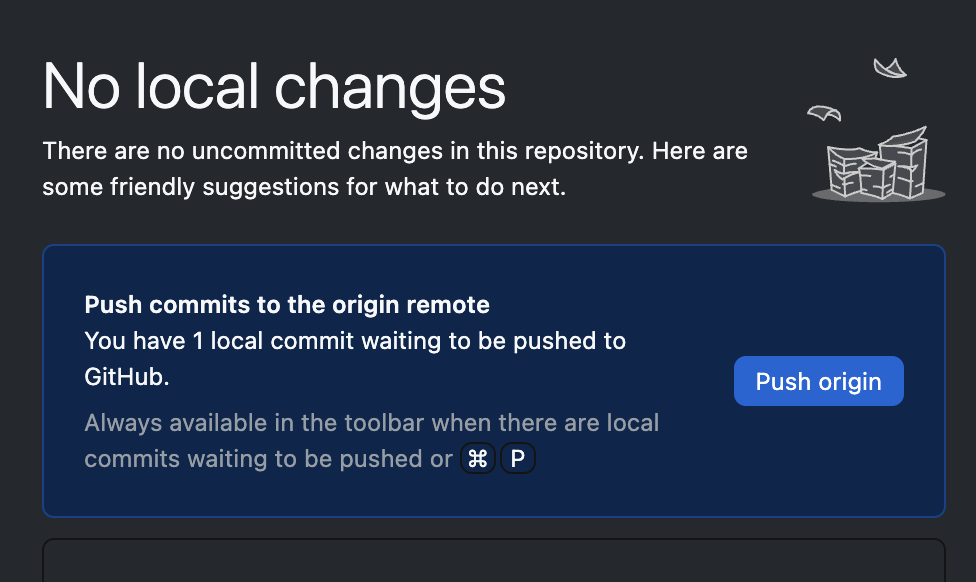 No local changes
There are no uncommitted changes in this repository. Here are
some friendly suggestions for what to do next.
Push commits to the origin remote
You have 1 local commit waiting to be pushed to
GitHub.
Push origin
Always available in the toolbar when there are local
commits waiting to be pushed or ⌘ P